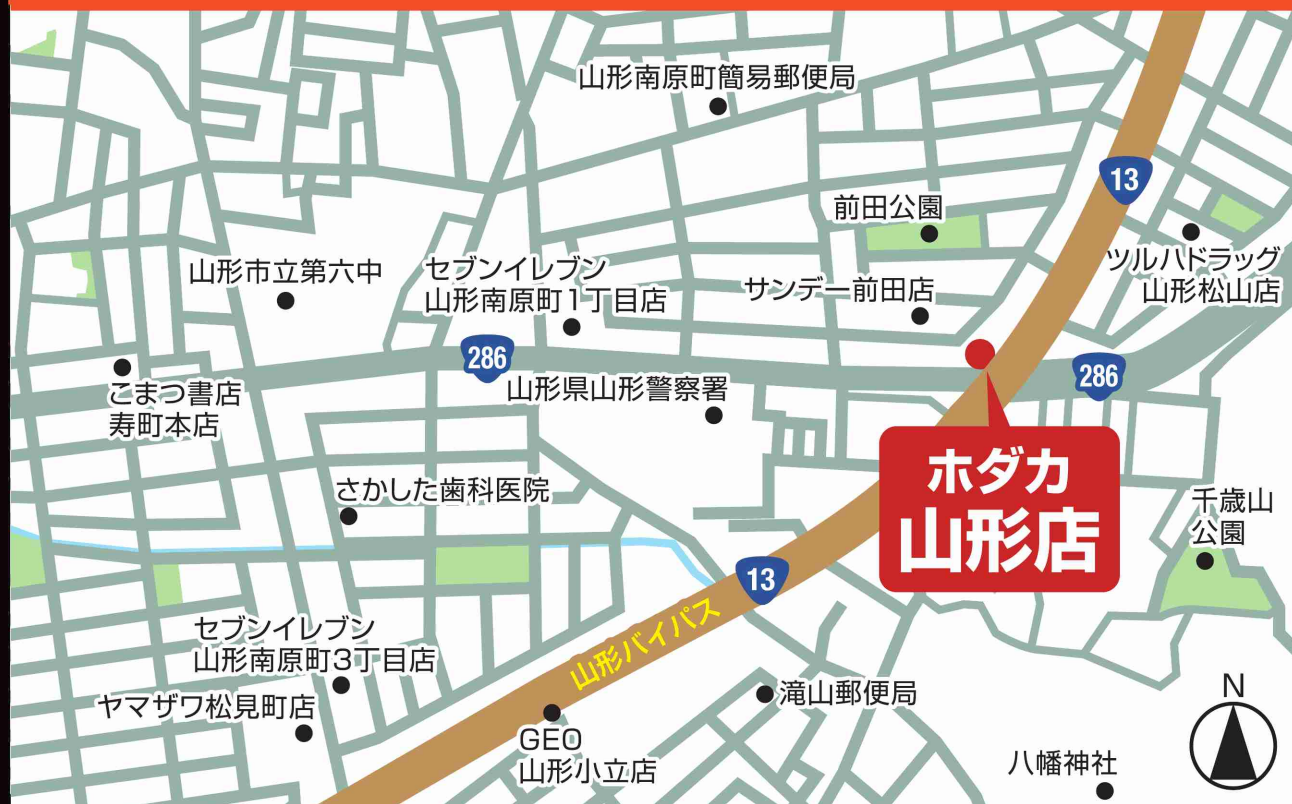 山形南原町簡易郵便局
13
前田公園
ツルハドラッグ
山形松山店
山形市立第六中
セブンイレブン
山形南原町1丁目店
サンデー前田店
286
286
こまつ書店
寿町本店
山形県山形警察署
ホダカ
山形店
さかした歯科医院
千歳山
公園
13
山形バイパス
セブンイレブン
山形南原町3丁目店
ヤマザワ松見町店
滝山郵便局
GEO
山形小立店
八幡神社
N